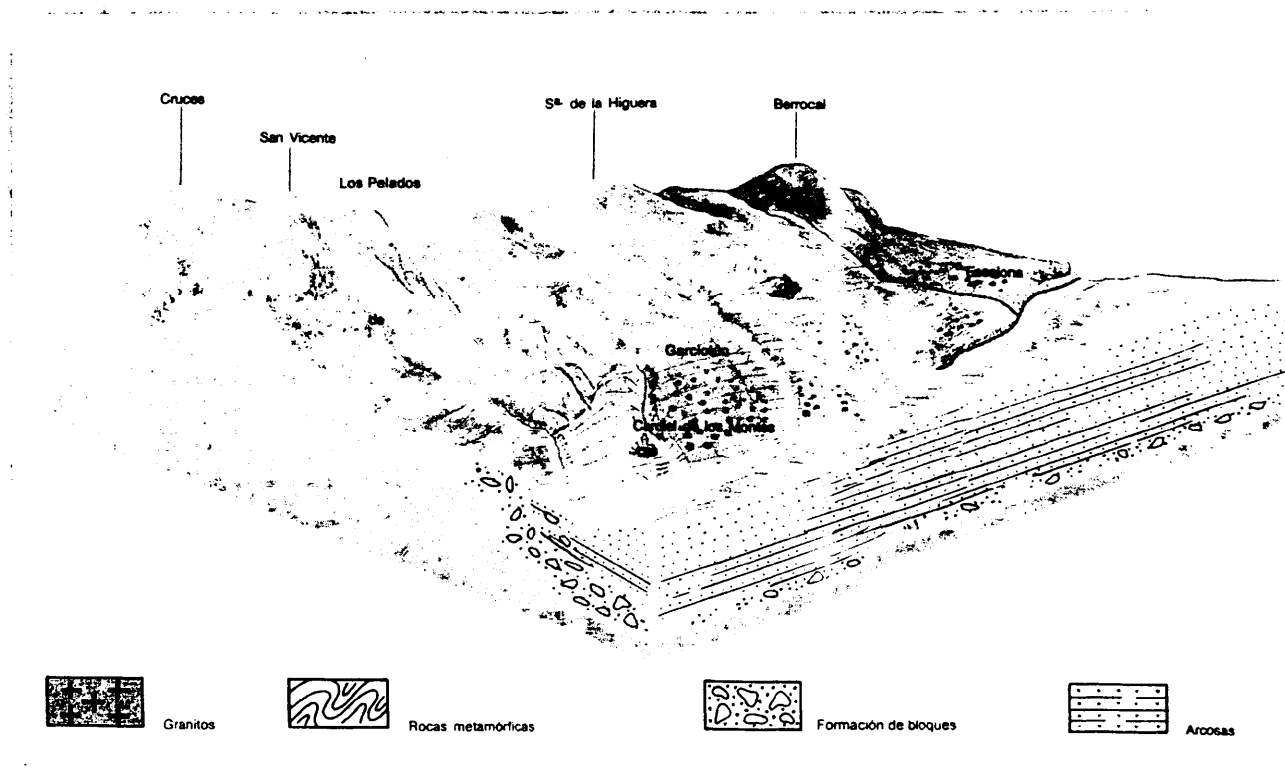 Cruces
San Vicente
Los Pelados
Sª. de la Higuera
Berrocal
de
Cardiel de los Montes
Granitos
Rocas metamórficas
Formación de bloques
Arcosas